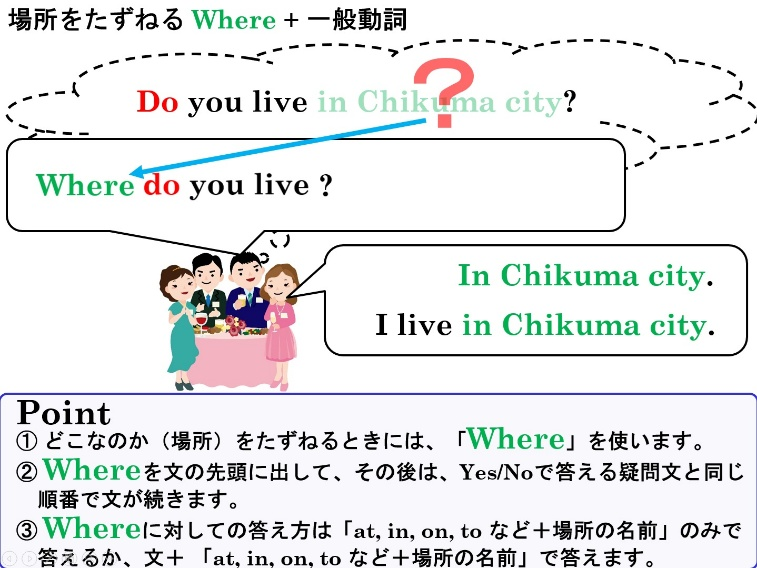 場所をたずねる Where + 一般動詞
Do you live in Chikuma city?
?
Where do you live ?
In Chikuma city.
I live in Chikuma city.
Point
① どこなのか（場所）をたずねるときには、「Where」を使います。
② Whereを文の先頭に出して、その後は、Yes/Noで答える疑問文と同じ
順番で文が続きます。
③ Whereに対しての答え方は「at, in, on, to など＋場所の名前」のみで
答えるか、文＋ 「at, in, on, to など＋場所の名前」で答えます。